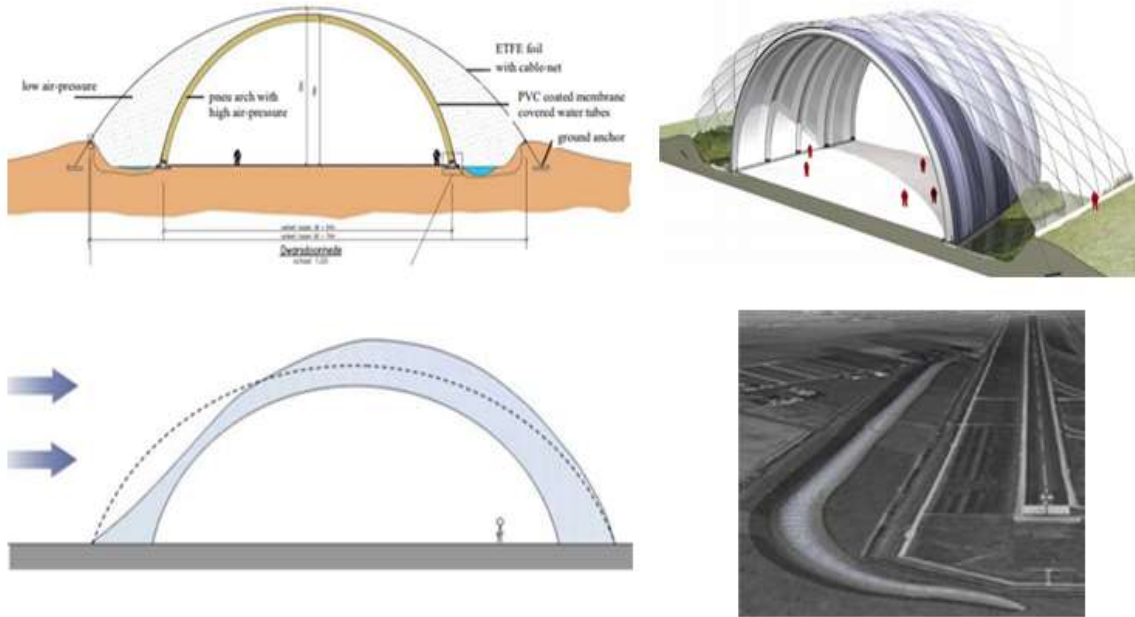 ETFE foil
with cable-net
low air-pressure
pneu arch with
high air-pressure
PVC coated membrane
covered water tubes
ground anchor
Dwarsdoorsnede